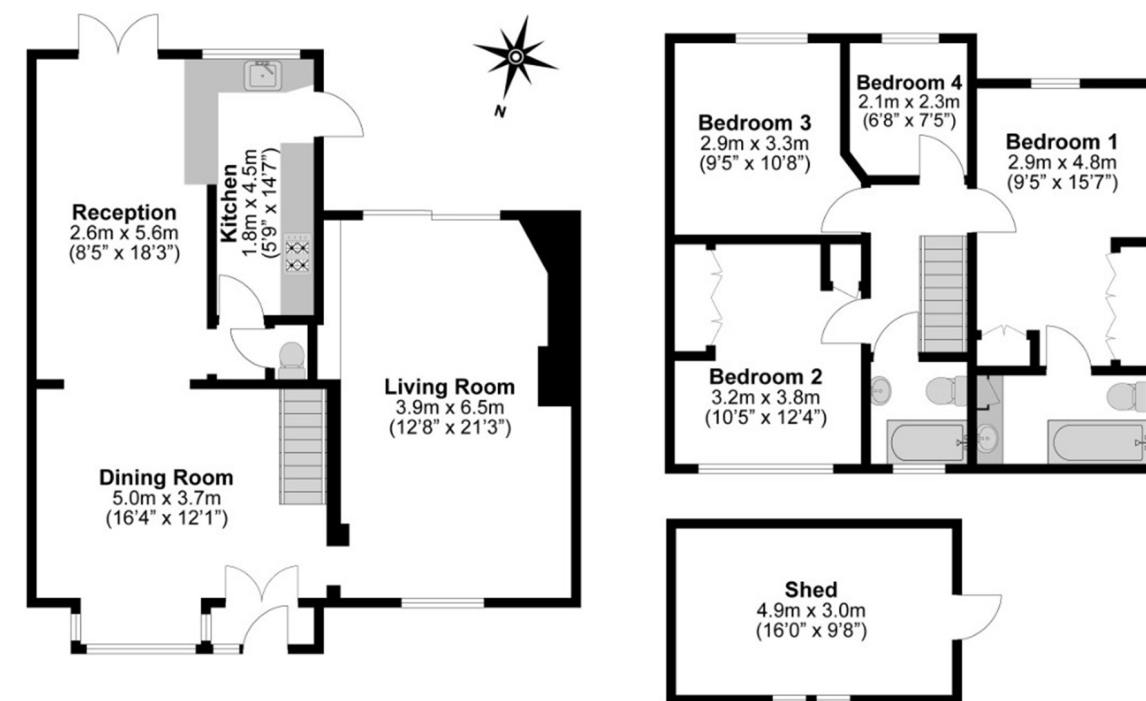 N
Reception
2.6m x 5.6m
(8'5" x 18'3")
Kitchen
1.8m x 4.5m
(5'9" x 14'7")
Living Room
3.9m x 6.5m
(12'8" x 21'3")
Dining Room
5.0m x 3.7m
(16'4" x 12'1")
Bedroom 3
2.9m x 3.3m
(9'5" x 10'8")
Bedroom 4
2.1m x 2.3m
(6'8" x 7'5")
Bedroom 1
2.9m x 4.8m
(9'5" x 15'7")
Bedroom 2
3.2m x 3.8m
(10'5" x 12'4")
Shed
4.9m x 3.0m
(16'0" x 9'8")